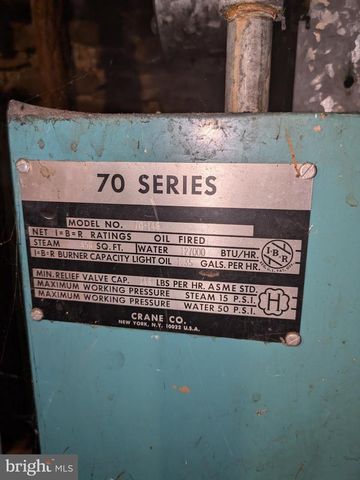 70 SERIES
MODEL NO.
NET I=B=R RATINGS OIL FIRED
STEAM SQ.FT. WATER 127000 BTU/HR.
I=B=R BURNER CAPACITY LIGHT OIL GALS. PER HR.
I=B=R
MIN. RELIEF VALVE CAP. LBS PER HR. ASME STD.
MAXIMUM WORKING PRESSURE STEAM 15 P.S.I.
MAXIMUM WORKING PRESSURE WATER 50 P.S.I.
H
CRANE CO.
NEW YORK, N.Y. 10022 U.S.A.
bright MLS